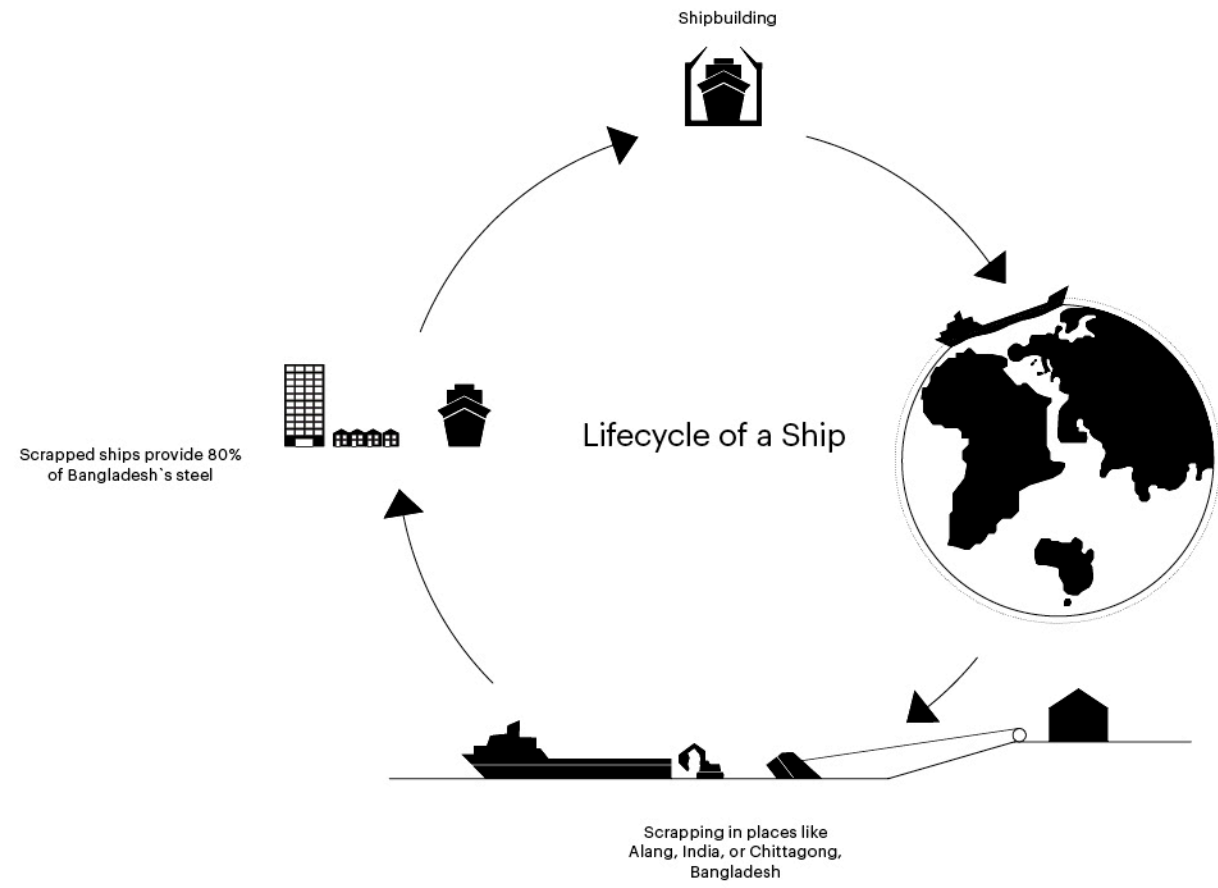 Shipbuilding
Lifecycle of a Ship
Scrapped ships provide 80%
of Bangladesh`s steel
Scrapping in places like
Alang, India, or Chittagong,
Bangladesh